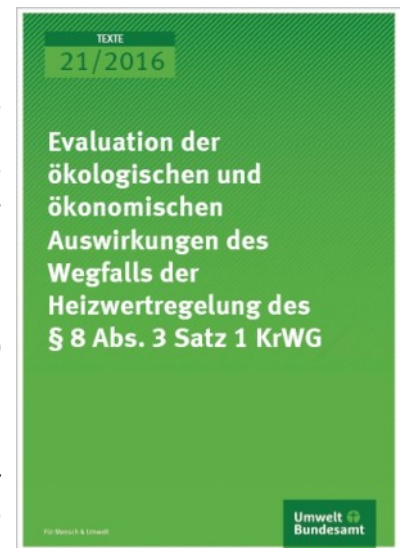 TEXTE
21/2016
Evaluation der
ökologischen und
ökonomischen
Auswirkungen des
Wegfalls der
Heizwertregelung des
§ 8 Abs. 3 Satz 1 KrWG
Für Mensch & Umwelt
Umwelt
Bundesamt